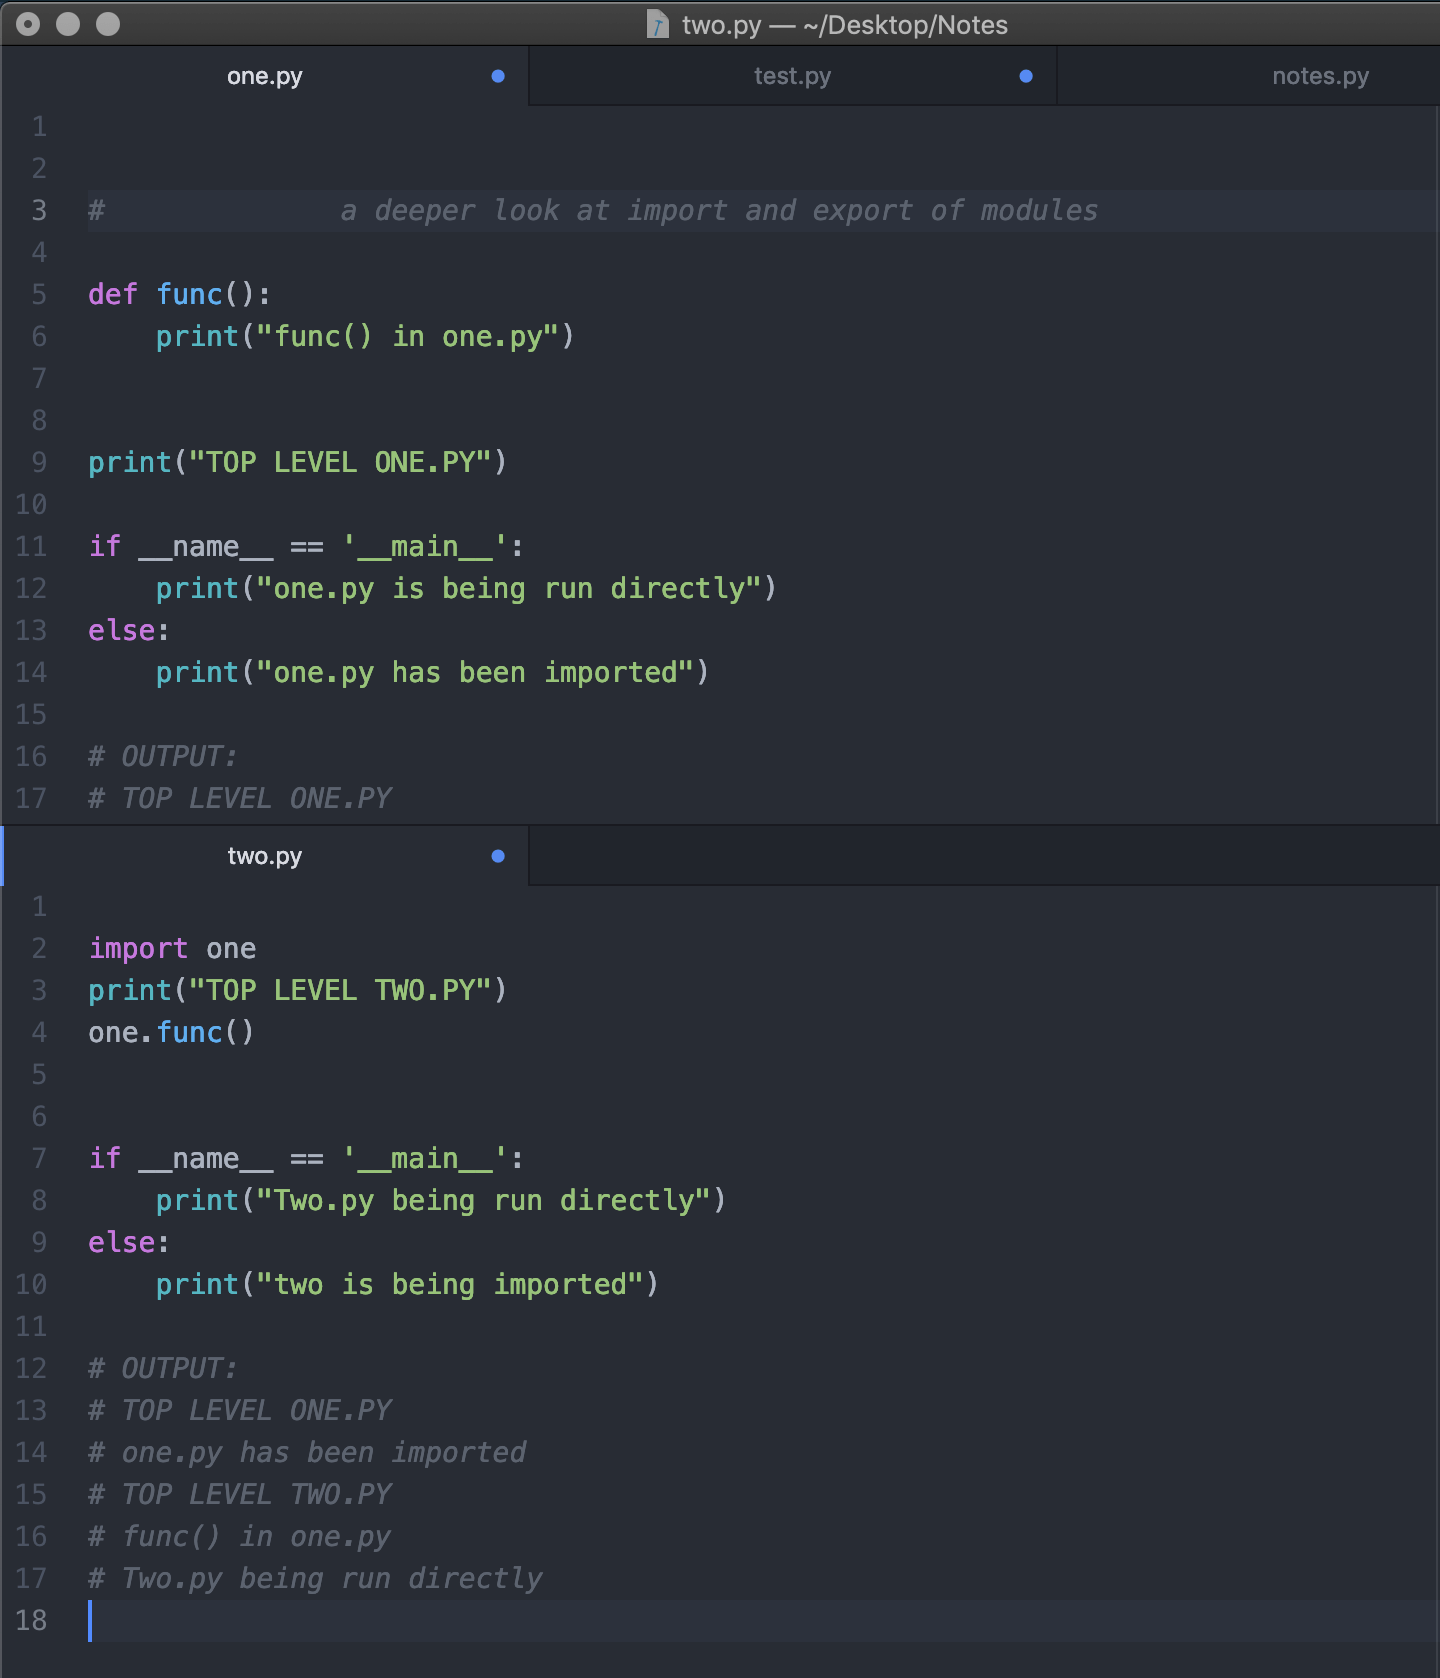 two.py — ~/Desktop/Notes
one.py test.py notes.py
1
2
3 # a deeper look at import and export of modules
4
5 def func():
6     print("func() in one.py")
7
8
9 print("TOP LEVEL ONE.PY")
10
11 if __name__ == '__main__':
12     print("one.py is being run directly")
13 else:
14     print("one.py has been imported")
15
16 # OUTPUT:
17 # TOP LEVEL ONE.PY
two.py
1
2 import one
3 print("TOP LEVEL TWO.PY")
4 one.func()
5
6
7 if __name__ == '__main__':
8     print("Two.py being run directly")
9 else:
10     print("two is being imported")
11
12 # OUTPUT:
13 # TOP LEVEL ONE.PY
14 # one.py has been imported
15 # TOP LEVEL TWO.PY
16 # func() in one.py
17 # Two.py being run directly
18